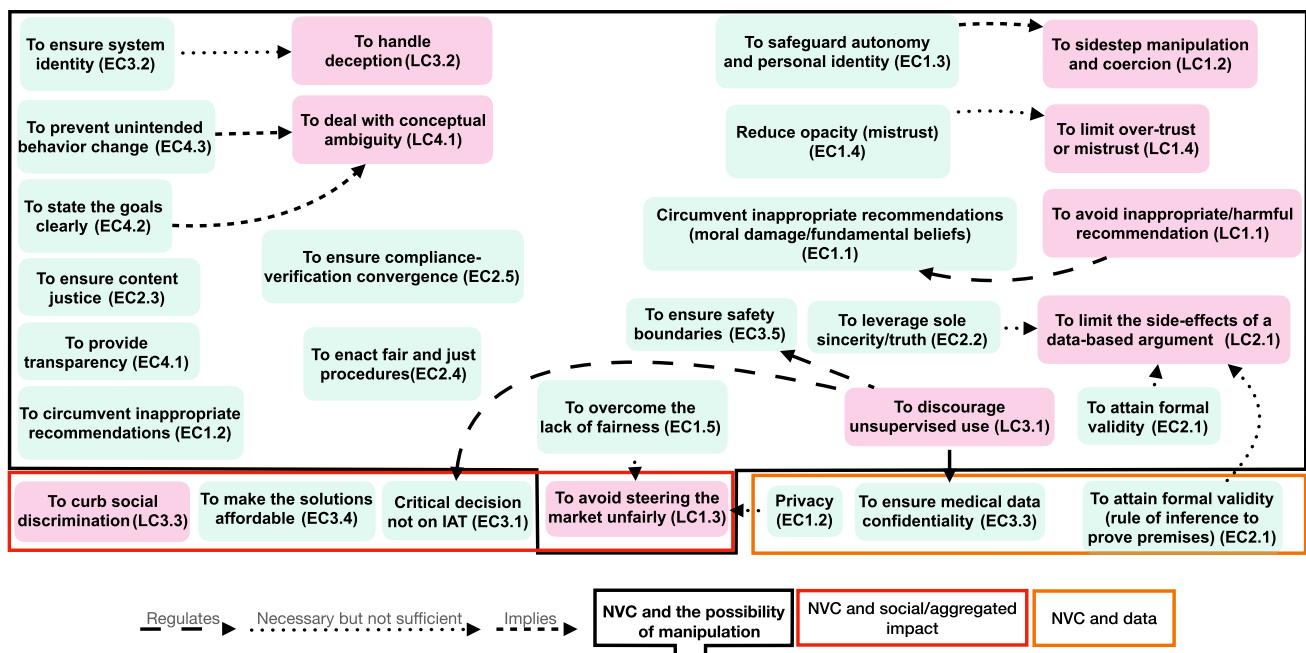 To ensure system
identity (EC3.2)
To handle
deception (LC3.2)
To safeguard autonomy
and personal identity (EC1.3)
To sidestep manipulation
and coercion (LC1.2)
To prevent unintended
behavior change (EC4.3)
To deal with conceptual
ambiguity (LC4.1)
Reduce opacity (mistrust)
(EC1.4)
To limit over-trust
or mistrust (LC1.4)
To state the goals
clearly (EC4.2)
Circumvent inappropriate recommendations
(moral damage/fundamental beliefs)
(EC1.1)
To avoid inappropriate/harmful
recommendation (LC1.1)
To ensure compliance-
verification convergence (EC2.5)
To ensure content
justice (EC2.3)
To ensure safety
boundaries (EC3.5)
To leverage sole
sincerity/truth (EC2.2)
To limit the side-effects of a
data-based argument (LC2.1)
To provide
transparency (EC4.1)
To enact fair and just
procedures(EC2.4)
To circumvent inappropriate
recommendations (EC1.2)
To overcome the
lack of fairness (EC1.5)
To discourage
unsupervised use (LC3.1)
To attain formal
validity (EC2.1)
To curb social
discrimination (LC3.3)
To make the solutions
affordable (EC3.4)
Critical decision
not on IAT (EC3.1)
To avoid steering the
market unfairly (LC1.3)
Privacy
(EC1.2)
To ensure medical data
confidentiality (EC3.3)
To attain formal validity
(rule of inference to
prove premises) (EC2.1)
Regulates
Necessary but not sufficient
Implies
NVC and the possibility
of manipulation
NVC and social/aggregated
impact
NVC and data